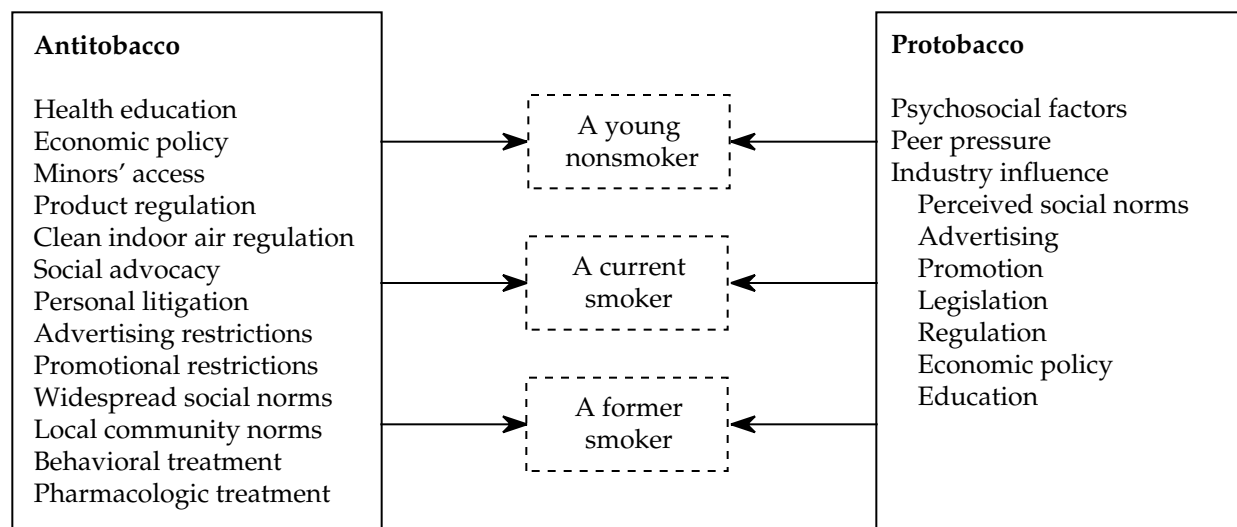 Antitobacco
Health education
Economic policy
Minors’ access
Product regulation
Clean indoor air regulation
Social advocacy
Personal litigation
Advertising restrictions
Promotional restrictions
Widespread social norms
Local community norms
Behavioral treatment
Pharmacologic treatment
A young
nonsmoker
A current
smoker
A former
smoker
Protobacco
Psychosocial factors
Peer pressure
Industry influence
Perceived social norms
Advertising
Promotion
Legislation
Regulation
Economic policy
Education